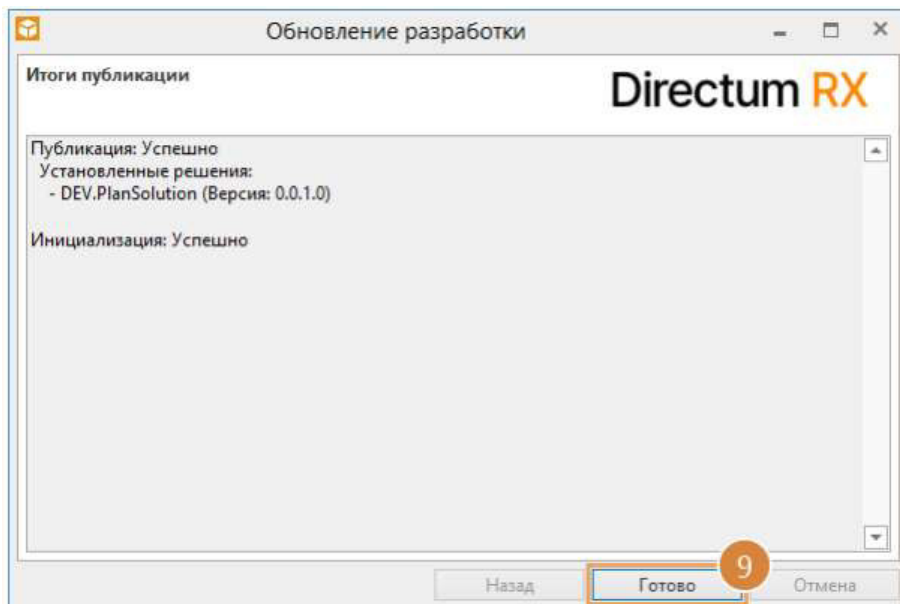 Обновление разработки
Итоги публикации
Directum RX
Публикация: Успешно
Установленные решения:
- DEV.PlanSolution (Версия: 0.0.1.0)
Инициализация: Успешно
9
Назад Готово Отмена